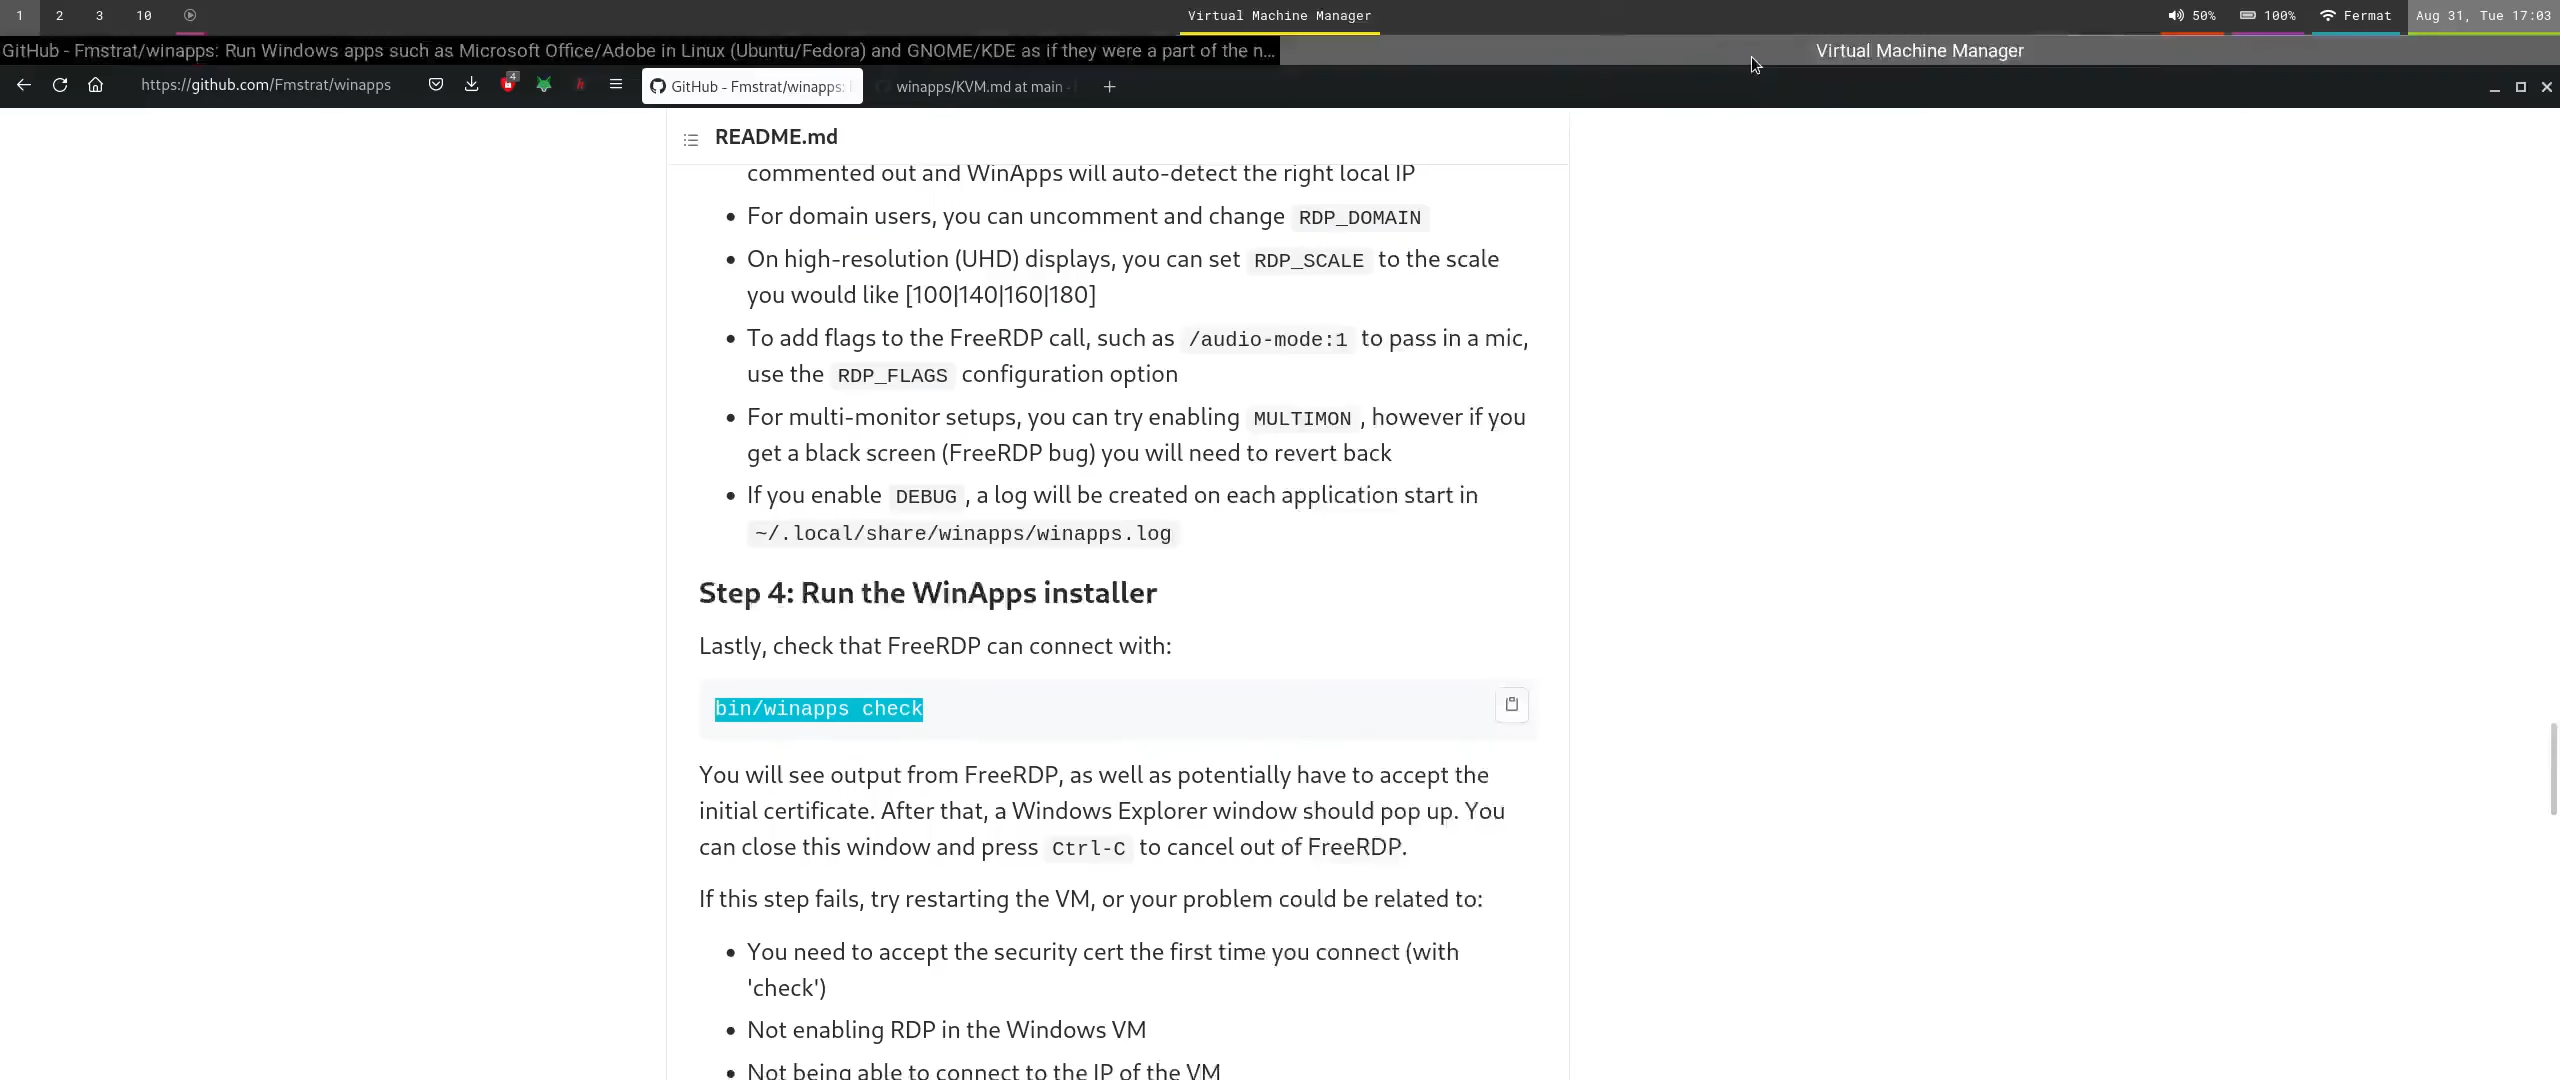 1 2 3 10 Virtual Machine Manager 50% 100% Fermat Aug 31, Tue 17:03
GitHub - Fmstrat/winapps: Run Windows apps such as Microsoft Office/Adobe in Linux (Ubuntu/Fedora) and GNOME/KDE as if they were a part of the n... Virtual Machine Manager
https://github.com/Fmstrat/winapps 4 GitHub - Fmstrat/winapps: winapps/KVM.md at main -
README.md
commented out and WinApps will auto-detect the right local IP
• For domain users, you can uncomment and change RDP_DOMAIN
• On high-resolution (UHD) displays, you can set RDP_SCALE to the scale
you would like [100|140|160|180]
• To add flags to the FreeRDP call, such as /audio-mode:1 to pass in a mic,
use the RDP_FLAGS configuration option
• For multi-monitor setups, you can try enabling MULTIMON , however if you
get a black screen (FreeRDP bug) you will need to revert back
• If you enable DEBUG , a log will be created on each application start in
~/.local/share/winapps/winapps.log
Step 4: Run the WinApps installer
Lastly, check that FreeRDP can connect with:
bin/winapps check
You will see output from FreeRDP, as well as potentially have to accept the
initial certificate. After that, a Windows Explorer window should pop up. You
can close this window and press Ctrl-C to cancel out of FreeRDP.
If this step fails, try restarting the VM, or your problem could be related to:
• You need to accept the security cert the first time you connect (with
'check')
• Not enabling RDP in the Windows VM
• Not being able to connect to the IP of the VM